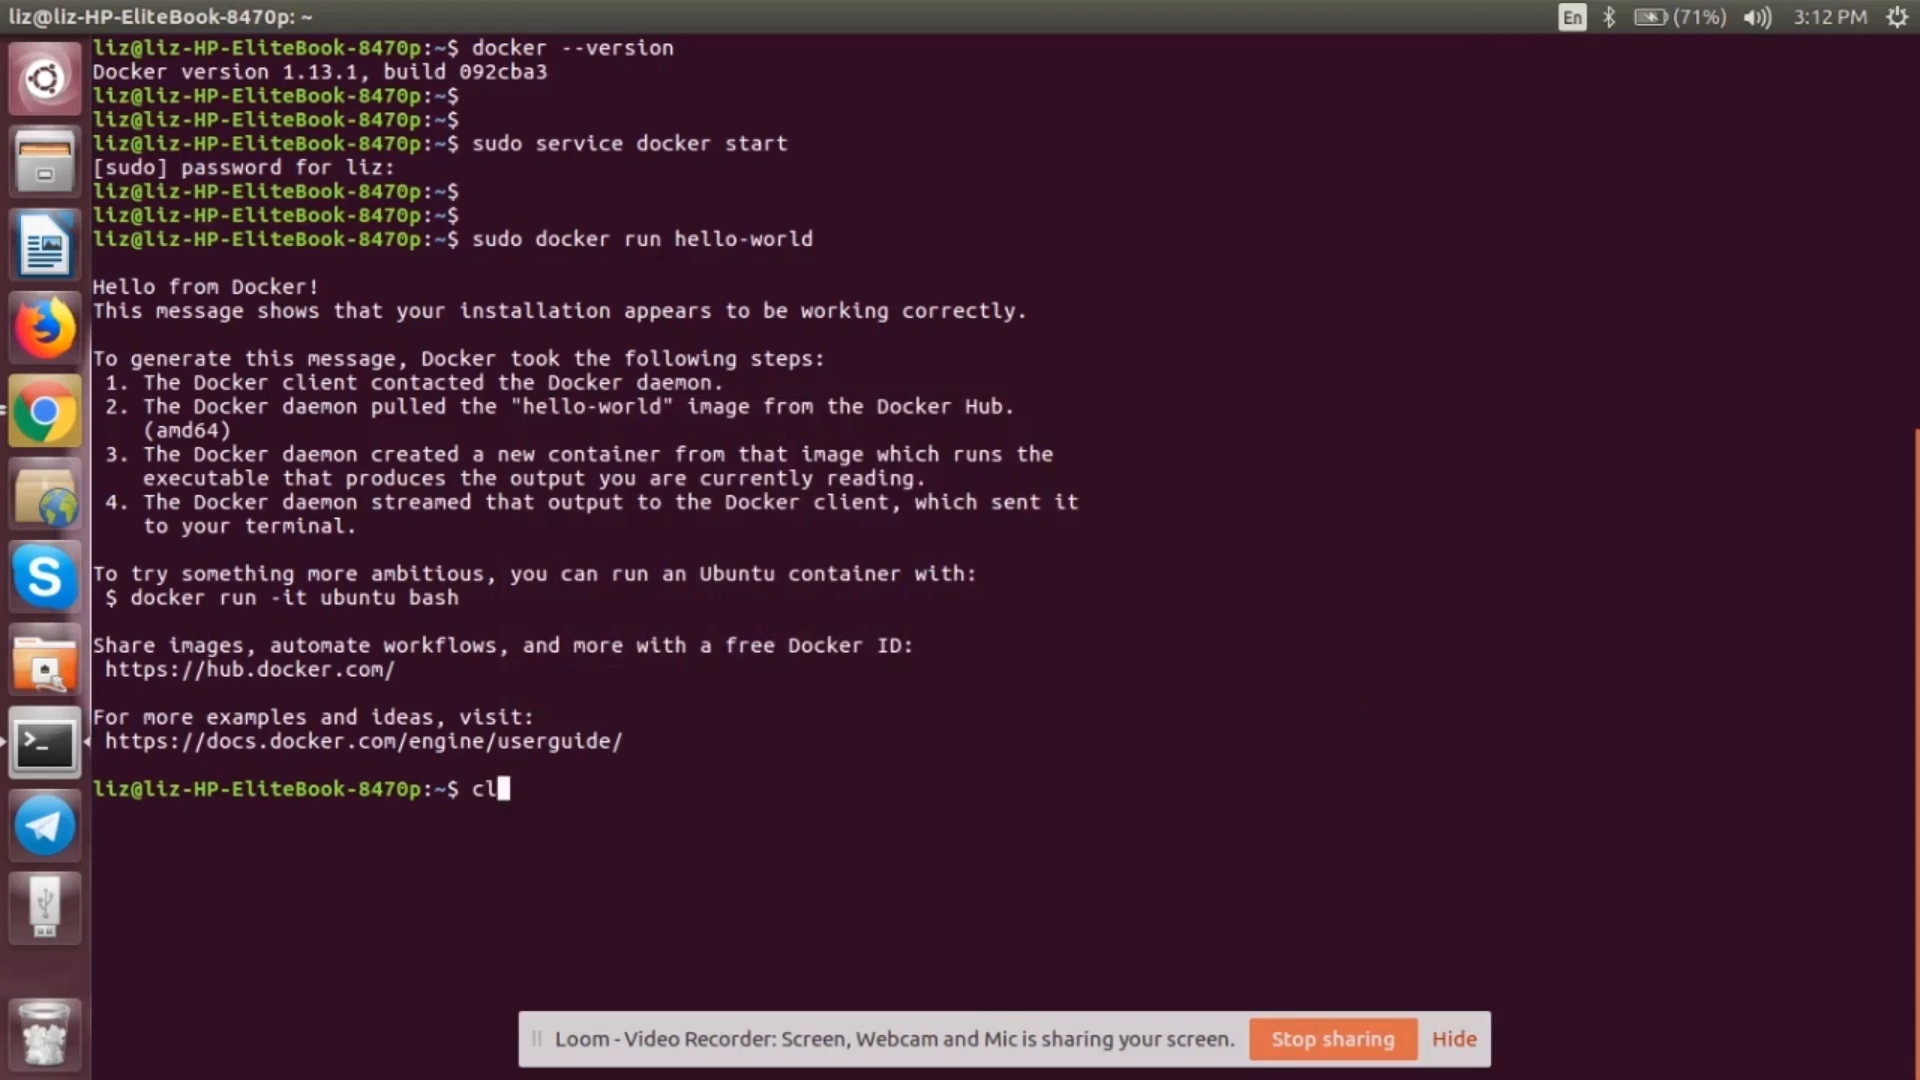 liz@liz-HP-EliteBook-8470p: ~
En
(71%)
3:12 PM
liz@liz-HP-EliteBook-8470p:~$ docker --version
Docker version 1.13.1, build 092cba3
liz@liz-HP-EliteBook-8470p:~$
liz@liz-HP-EliteBook-8470p:~$
liz@liz-HP-EliteBook-8470p:~$ sudo service docker start
[sudo] password for liz:
liz@liz-HP-EliteBook-8470p:~$
liz@liz-HP-EliteBook-8470p:~$
liz@liz-HP-EliteBook-8470p:~$ sudo docker run hello-world
Hello from Docker!
This message shows that your installation appears to be working correctly.
To generate this message, Docker took the following steps:
1. The Docker client contacted the Docker daemon.
2. The Docker daemon pulled the "hello-world" image from the Docker Hub.
(amd64)
3. The Docker daemon created a new container from that image which runs the
executable that produces the output you are currently reading.
4. The Docker daemon streamed that output to the Docker client, which sent it
to your terminal.
To try something more ambitious, you can run an Ubuntu container with:
$ docker run -it ubuntu bash
Share images, automate workflows, and more with a free Docker ID:
https://hub.docker.com/
For more examples and ideas, visit:
https://docs.docker.com/engine/userguide/
liz@liz-HP-EliteBook-8470p:~$ cl
Loom - Video Recorder: Screen, Webcam and Mic is sharing your screen.
Stop sharing
Hide